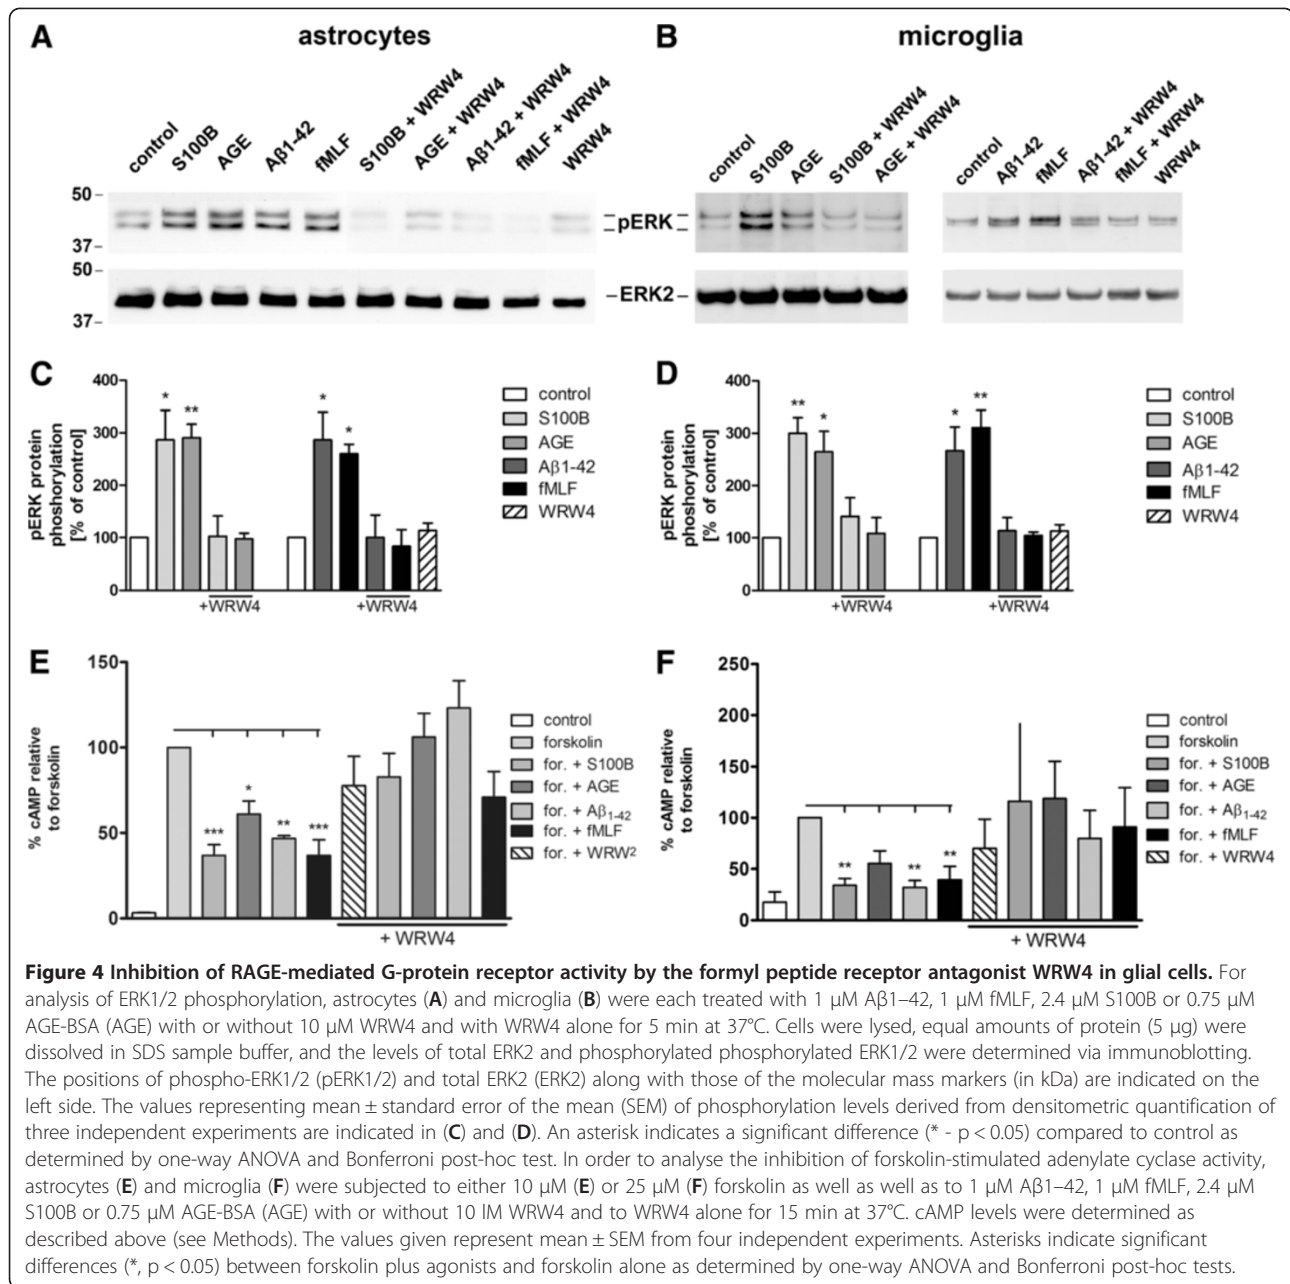 A astrocytes
control S100B AGE Aβ1-42 fMLF S100B + WRW4 AGE + WRW4 Aβ1-42 + WRW4 fMLF + WRW4 WRW4
50
37
pERK
50
37
ERK2
B microglia
control S100B AGE S100B + WRW4 AGE + WRW4
control Aβ1-42 fMLF Aβ1-42 + WRW4 fMLF + WRW4 WRW4
C
pERK protein
phoshorylation
[% of control]
400
300
200
100
0
* ** * *
+WRW4 +WRW4
control
S100B
AGE
Aβ1-42
fMLF
WRW4
D
pERK protein
phoshorylation
[% of control]
400
300
200
100
0
** * * **
+WRW4 +WRW4
control
S100B
AGE
Aβ1-42
fMLF
WRW4
E
% cAMP relative
to forskolin
150
100
50
0
*** * ** ***
+ WRW4
control
forskolin
for. + S100B
for. + AGE
for. + Aβ1-42
for. + fMLF
for. + WRW2
F
% cAMP relative
to forskolin
250
200
150
100
50
0
** ** **
+ WRW4
control
forskolin
for. + S100B
for. + AGE
for. + Aβ1-42
for. + fMLF
for. + WRW4
Figure 4 Inhibition of RAGE-mediated G-protein receptor activity by the formyl peptide receptor antagonist WRW4 in glial cells. For
analysis of ERK1/2 phosphorylation, astrocytes (A) and microglia (B) were each treated with 1 μM Aβ1–42, 1 μM fMLF, 2.4 μM S100B or 0.75 μM
AGE-BSA (AGE) with or without 10 μM WRW4 and with WRW4 alone for 5 min at 37°C. Cells were lysed, equal amounts of protein (5 μg) were
dissolved in SDS sample buffer, and the levels of total ERK2 and phosphorylated phosphorylated ERK1/2 were determined via immunoblotting.
The positions of phospho-ERK1/2 (pERK1/2) and total ERK2 (ERK2) along with those of the molecular mass markers (in kDa) are indicated on the
left side. The values representing mean ± standard error of the mean (SEM) of phosphorylation levels derived from densitometric quantification of
three independent experiments are indicated in (C) and (D). An asterisk indicates a significant difference (* - p < 0.05) compared to control as
determined by one-way ANOVA and Bonferroni post-hoc test. In order to analyse the inhibition of forskolin-stimulated adenylate cyclase activity,
astrocytes (E) and microglia (F) were subjected to either 10 μM (E) or 25 μM (F) forskolin as well as well as to 1 μM Aβ1–42, 1 μM fMLF, 2.4 μM
S100B or 0.75 μM AGE-BSA (AGE) with or without 10 lM WRW4 and to WRW4 alone for 15 min at 37°C. cAMP levels were determined as
described above (see Methods). The values given represent mean ± SEM from four independent experiments. Asterisks indicate significant
differences (*, p < 0.05) between forskolin plus agonists and forskolin alone as determined by one-way ANOVA and Bonferroni post-hoc tests.